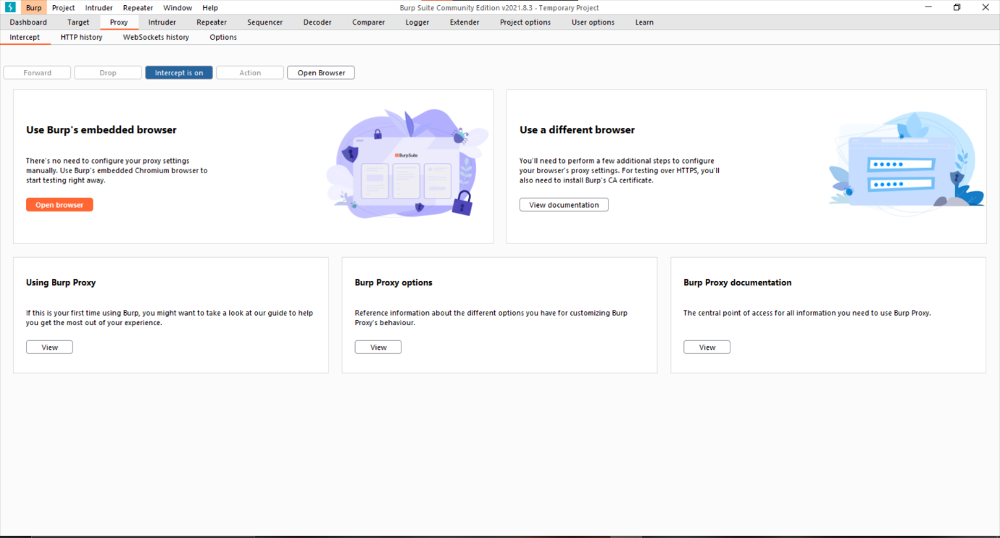 Burp Project Intruder Repeater Window Help Burp Suite Community Edition v2021.8.3 - Temporary Project
Dashboard Target Proxy Intruder Repeater Sequencer Decoder Comparer Logger Extender Project options User options Learn
Intercept HTTP history WebSockets history Options
Forward Drop Intercept is on Action Open Browser
Use Burp's embedded browser
There's no need to configure your proxy settings
manually. Use Burp's embedded Chromium browser to
start testing right away.
Open browser
BurpSuite
Use a different browser
You'll need to perform a few additional steps to configure
your browser's proxy settings. For testing over HTTPS, you'll
also need to install Burp's CA certificate.
View documentation
Using Burp Proxy
If this is your first time using Burp, you might want to take a look at our guide to help
you get the most out of your experience.
View
Burp Proxy options
Reference information about the different options you have for customizing Burp
Proxy's behaviour.
View
Burp Proxy documentation
The central point of access for all information you need to use Burp Proxy.
View